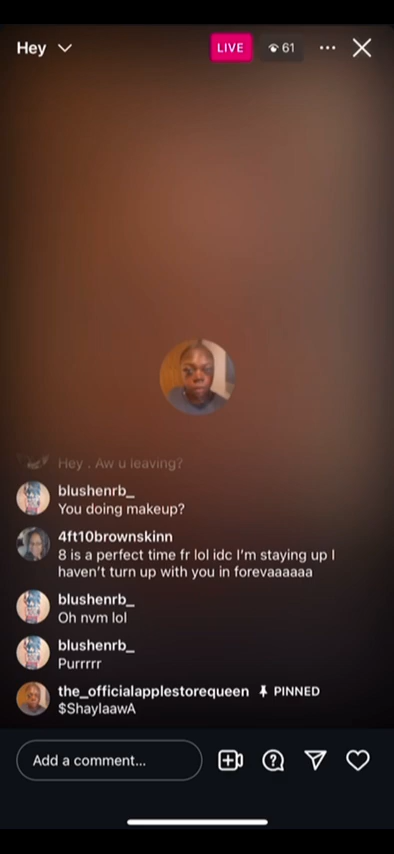 Hey
LIVE
61
Hey . Aw u leaving?
blushenrb_
You doing makeup?
4ft10brownskinn
8 is a perfect time fr lol idc I'm staying up I
haven't turn up with you in forevaaaaaa
blushenrb_
Oh nvm lol
blushenrb_
Purrrrr
the_officialapplestorequeen PINNED
$ShaylaawA
Add a comment...